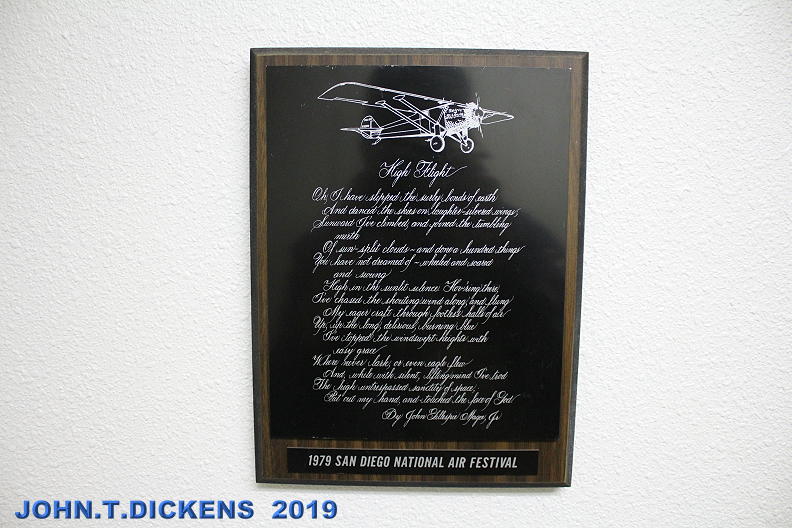 High Flight
Oh, I have slipped the surly bonds of earth
And danced the skies on laughter-silvered wings;
Sunward I've climbed, and joined the tumbling
mirth
Of sun-split clouds - and done a hundred things
You have not dreamed of - wheeled and soared
and swung
High in the sunlit silence. Hov'ring there,
I've chased the shouting wind along, and flung
My eager craft through footless halls of air
Up, up the long, delirious, burning blue
I've topped the windswept heights with
easy grace
Where never lark, or even eagle flew
And, while with silent, lifting mind I've trod
The high untrespassed sanctity of space,
Put out my hand, and touched the face of God
By John Gillespie Magee, Jr
1979 SAN DIEGO NATIONAL AIR FESTIVAL
JOHN.T.DICKENS 2019